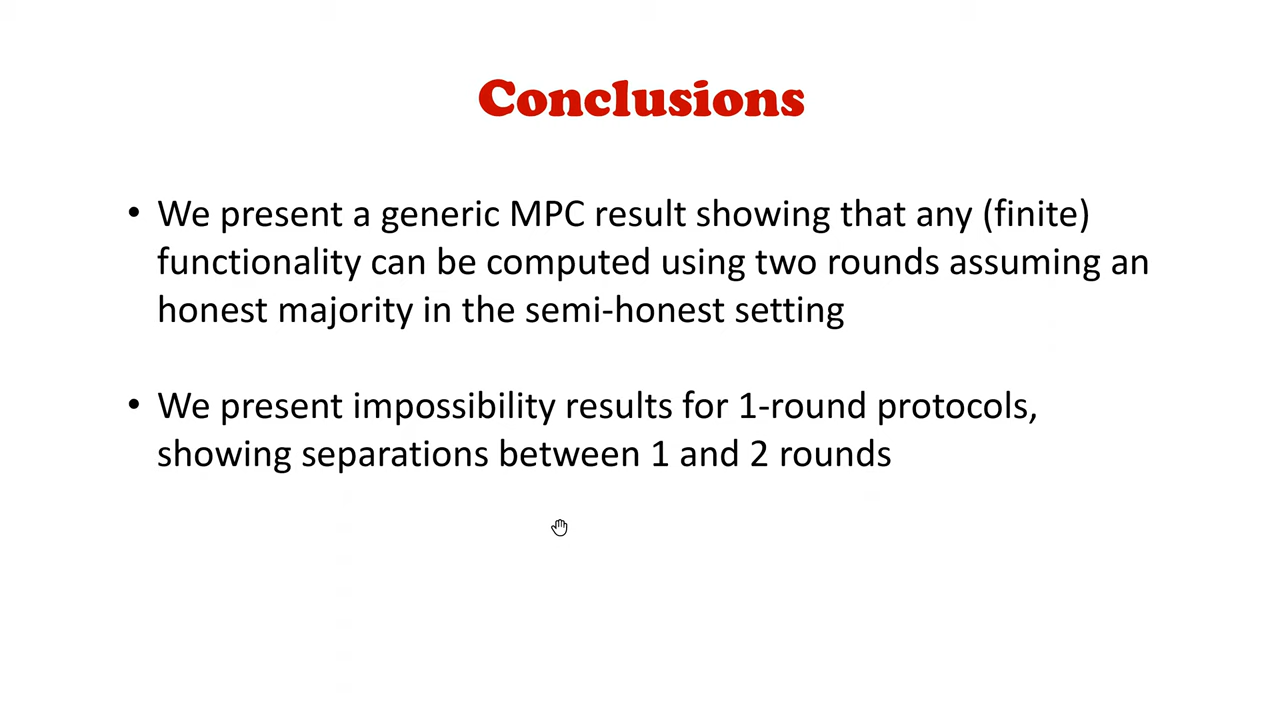 Conclusions
• We present a generic MPC result showing that any (finite)
functionality can be computed using two rounds assuming an
honest majority in the semi-honest setting
• We present impossibility results for 1-round protocols,
showing separations between 1 and 2 rounds